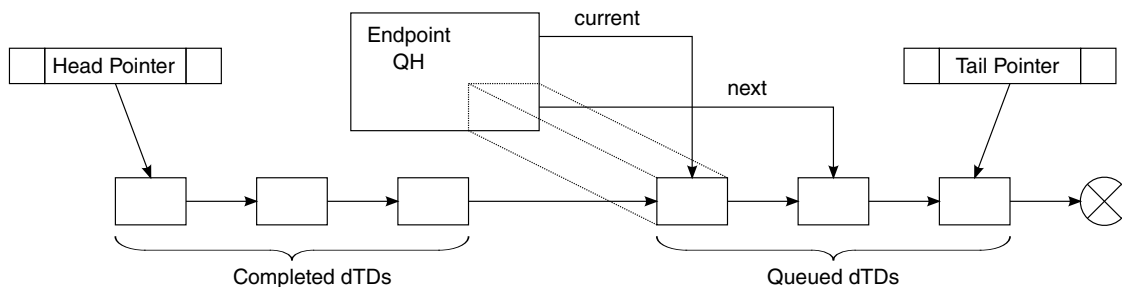 current
Endpoint
QH
Head Pointer
Tail Pointer
next
Completed dTDs
Queued dTDs